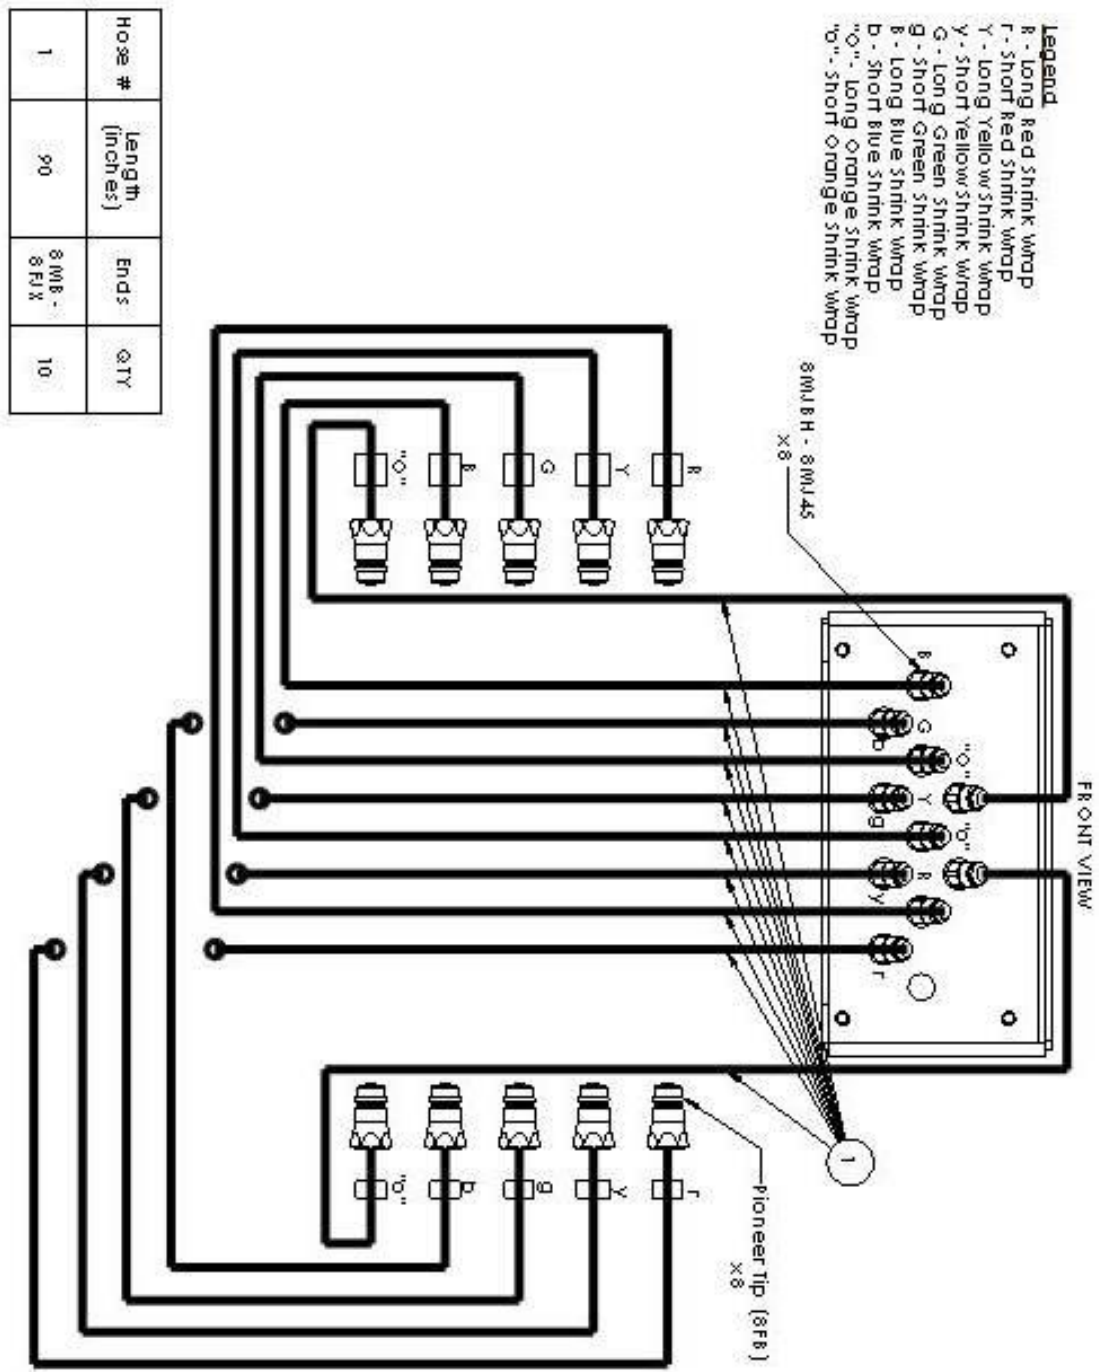 Legend
R - Long Red Shrink Wrap
r - Short Red Shrink Wrap
Y - Long Yellow Shrink Wrap
y - Short Yellow Shrink Wrap
G - Long Green Shrink Wrap
g - Short Green Shrink Wrap
B - Long Blue Shrink Wrap
b - Short Blue Shrink Wrap
"O" - Long Orange Shrink Wrap
"o" - Short Orange Shrink Wrap
FRONT VIEW
8MJBH - 8MJ45
X8
B
G
"O"
Y
"o"
R
b
g
y
r
1
R
Y
G
B
"O"
Pioneer Tip (8FB)
X8
r
y
g
b
"o"
Hose #
Length
(inches)
Ends
QTY
1
90
8MB -
8FJX
10